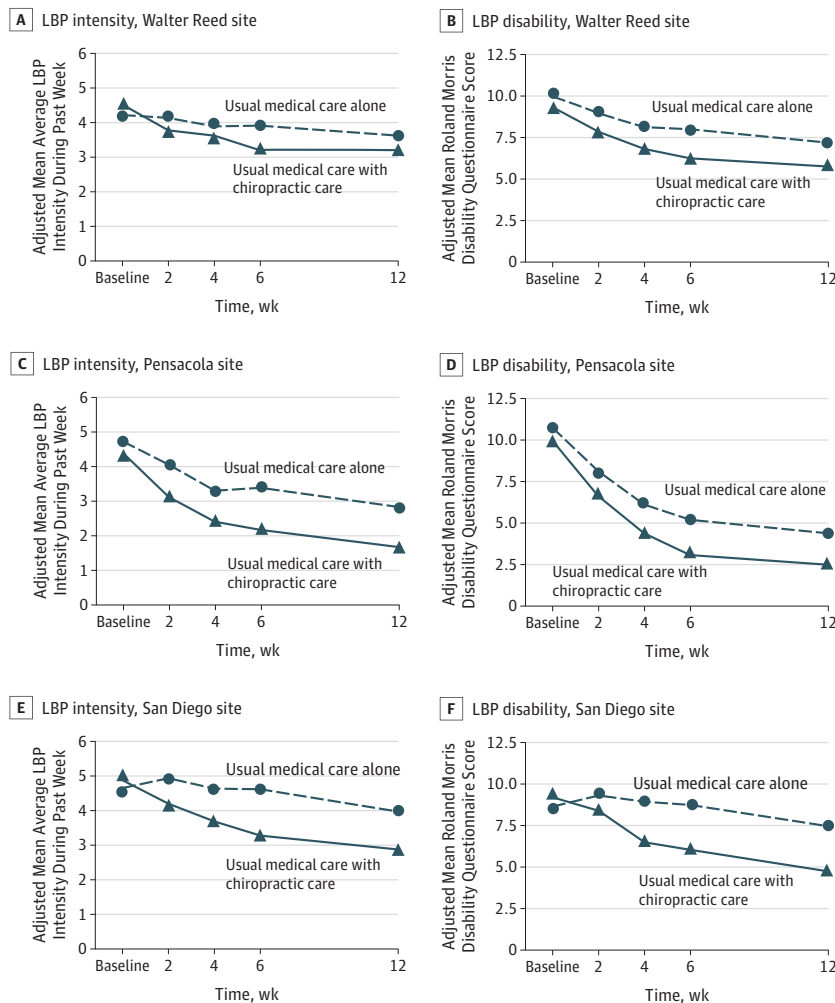 A LBP intensity, Walter Reed site
Adjusted Mean Average LBP
Intensity During Past Week
6
5
4
3
2
1
0
Usual medical care alone
Usual medical care with
chiropractic care
Baseline 2 4 6 12
Time, wk
B LBP disability, Walter Reed site
Adjusted Mean Roland Morris
Disability Questionnaire Score
12.5
10.0
7.5
5.0
2.5
0
Usual medical care alone
Usual medical care with
chiropractic care
Baseline 2 4 6 12
Time, wk
C LBP intensity, Pensacola site
Adjusted Mean Average LBP
Intensity During Past Week
6
5
4
3
2
1
0
Usual medical care alone
Usual medical care with
chiropractic care
Baseline 2 4 6 12
Time, wk
D LBP disability, Pensacola site
Adjusted Mean Roland Morris
Disability Questionnaire Score
12.5
10.0
7.5
5.0
2.5
0
Usual medical care alone
Usual medical care with
chiropractic care
Baseline 2 4 6 12
Time, wk
E LBP intensity, San Diego site
Adjusted Mean Average LBP
Intensity During Past Week
6
5
4
3
2
1
0
Usual medical care alone
Usual medical care with
chiropractic care
Baseline 2 4 6 12
Time, wk
F LBP disability, San Diego site
Adjusted Mean Roland Morris
Disability Questionnaire Score
12.5
10.0
7.5
5.0
2.5
0
Usual medical care alone
Usual medical care with
chiropractic care
Baseline 2 4 6 12
Time, wk